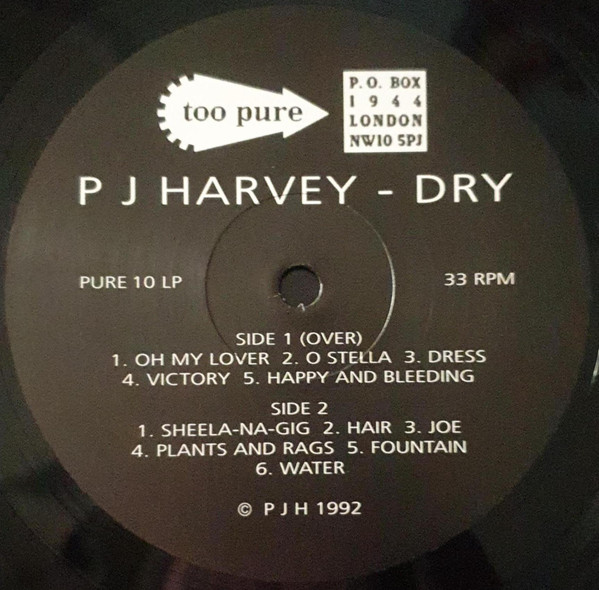 too pure
P.O. BOX
1 9 4 4
LONDON
NW10 5PJ
P J HARVEY - DRY
PURE 10 LP
33 RPM
SIDE 1 (OVER)
1. OH MY LOVER 2. O STELLA 3. DRESS
4. VICTORY 5. HAPPY AND BLEEDING
SIDE 2
1. SHEELA-NA-GIG 2. HAIR 3. JOE
4. PLANTS AND RAGS 5. FOUNTAIN
6. WATER
© P J H 1992